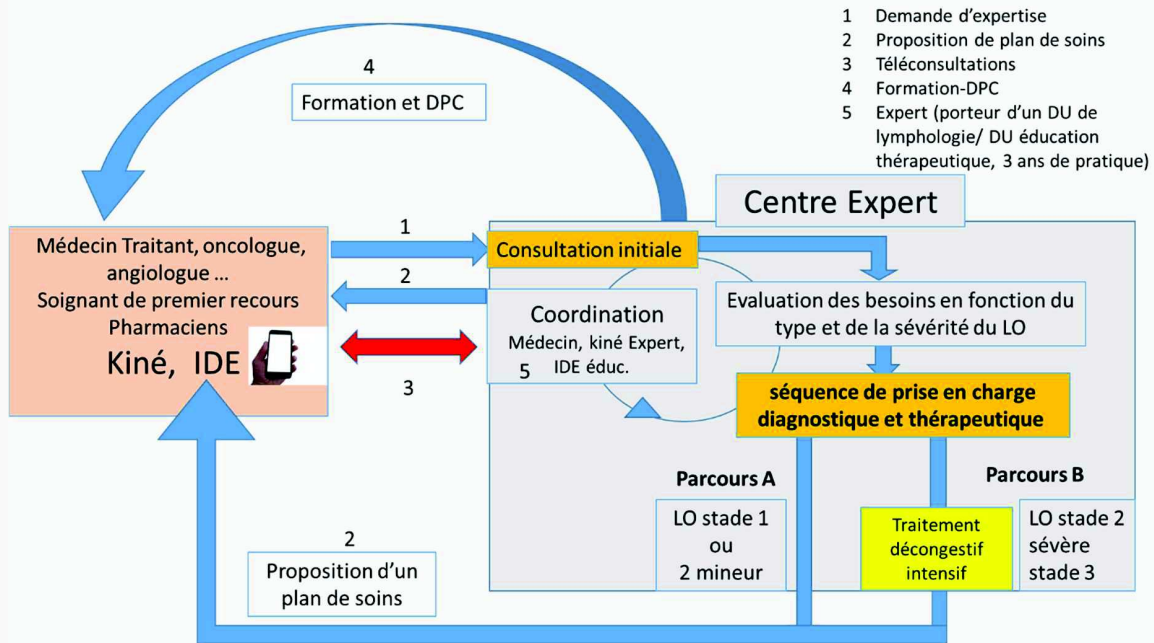 1 Demande d'expertise
2 Proposition de plan de soins
3 Téléconsultations
4 Formation-DPC
5 Expert (porteur d'un DU de
lymphologie/ DU éducation
thérapeutique, 3 ans de pratique)
4
Formation et DPC
Centre Expert
Médecin Traitant, oncologue,
angiologue ...
Soignant de premier recours
Pharmaciens
Kiné, IDE
1
2
3
Consultation initiale
Coordination
Médecin, kiné Expert,
5 IDE éduc.
Evaluation des besoins en fonction du
type et de la sévérité du LO
séquence de prise en charge
diagnostique et thérapeutique
Parcours A
LO stade 1
ou
2 mineur
Parcours B
Traitement
décongestif
intensif
LO stade 2
sévère
stade 3
2
Proposition d'un
plan de soins